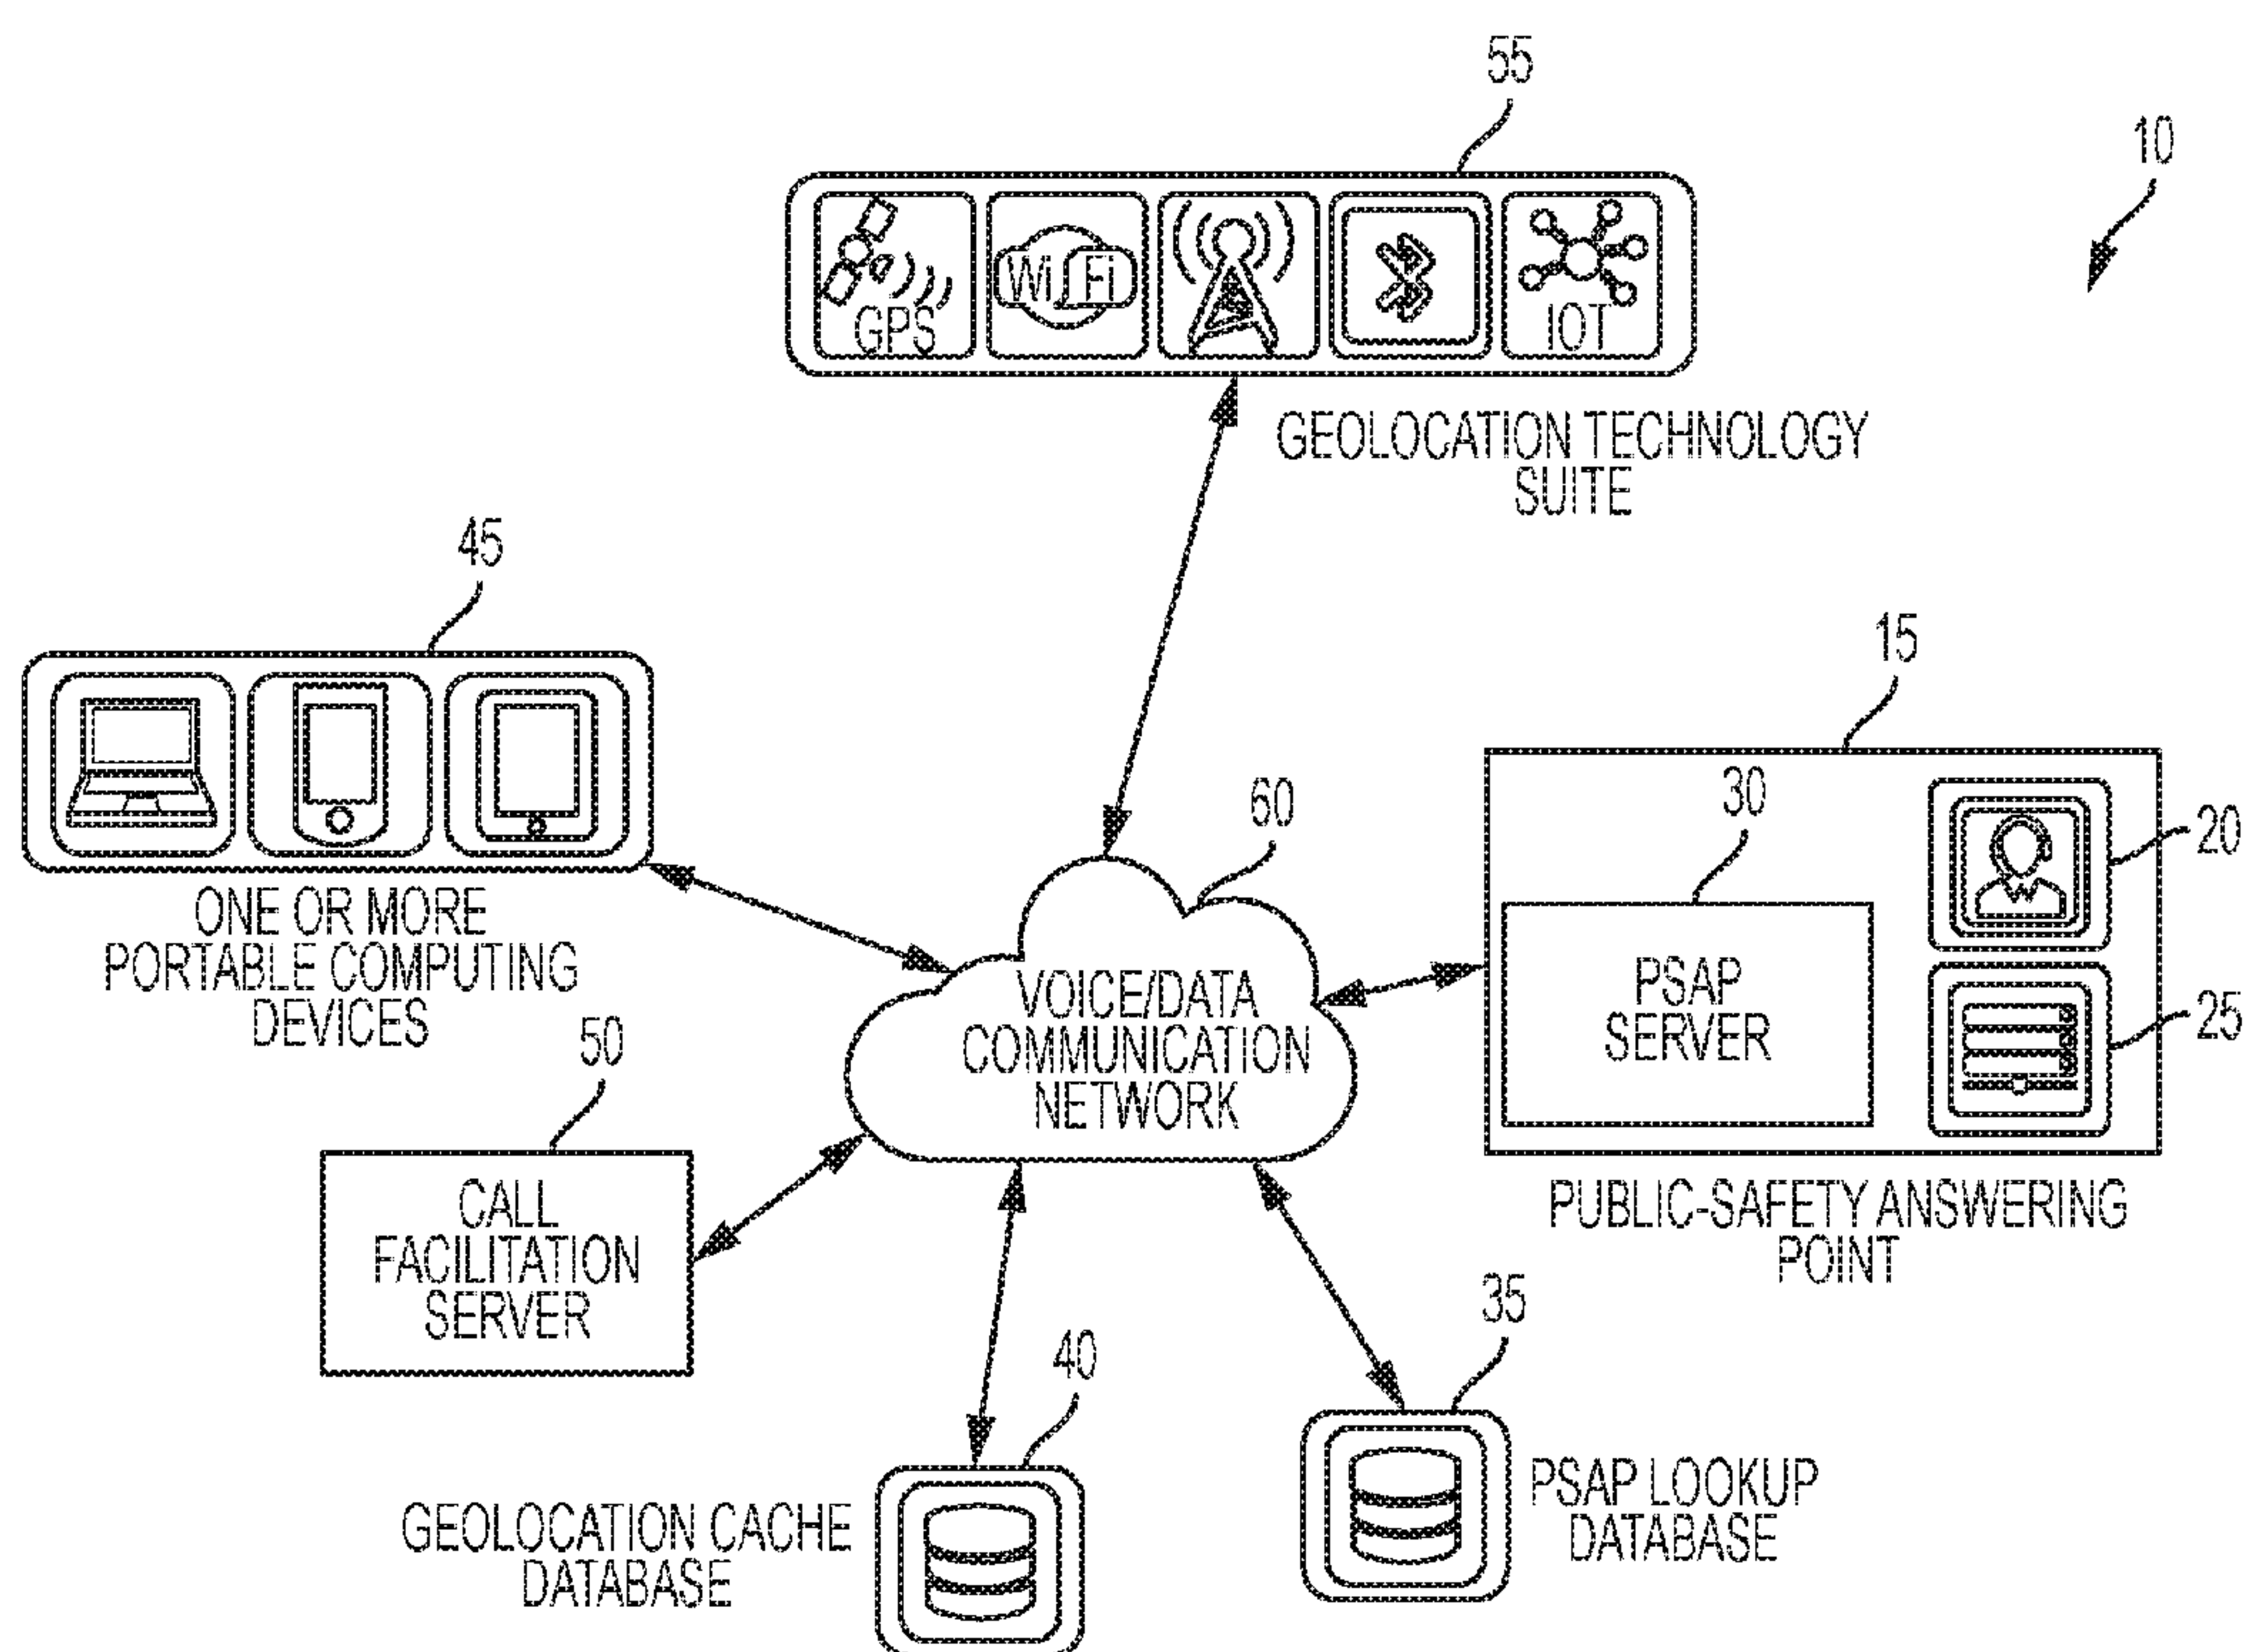 55
10
GPS
Wi Fi
IOT
GEOLOCATION TECHNOLOGY
SUITE
45
ONE OR MORE
PORTABLE COMPUTING
DEVICES
15
30
20
25
PSAP
SERVER
PUBLIC-SAFETY ANSWERING
POINT
60
VOICE/DATA
COMMUNICATION
NETWORK
50
CALL
FACILITATION
SERVER
40
GEOLOCATION CACHE
DATABASE
35
PSAP LOOKUP
DATABASE